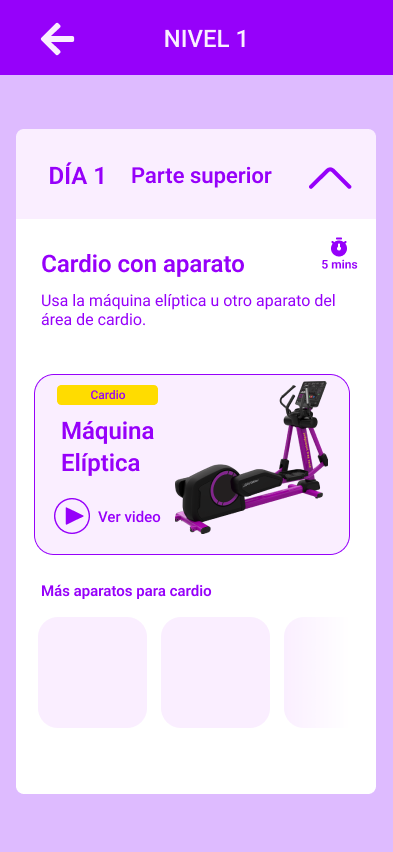 NIVEL 1
DÍA 1 Parte superior
5 mins
Cardio con aparato
Usa la máquina elíptica u otro aparato del
área de cardio.
Cardio
Máquina
Elíptica
Ver video
Más aparatos para cardio